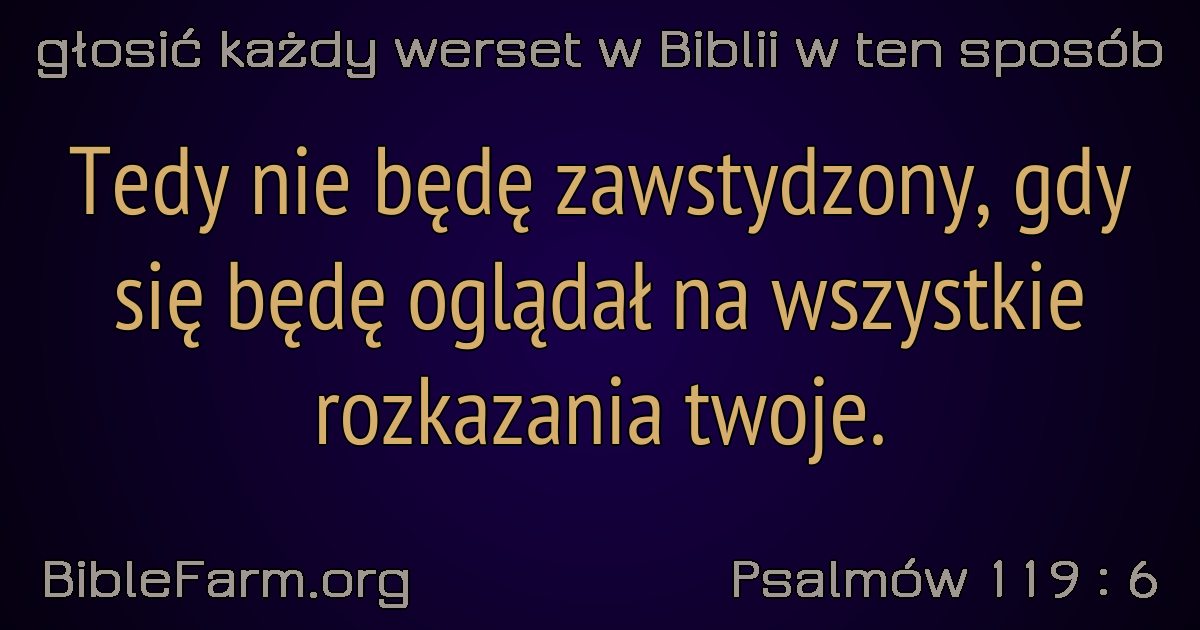 głosić każdy werset w Biblii w ten sposób
Tedy nie będę zawstydzony, gdy
się będę oglądał na wszystkie
rozkazania twoje.
BibleFarm.org
Psalmów 119 : 6